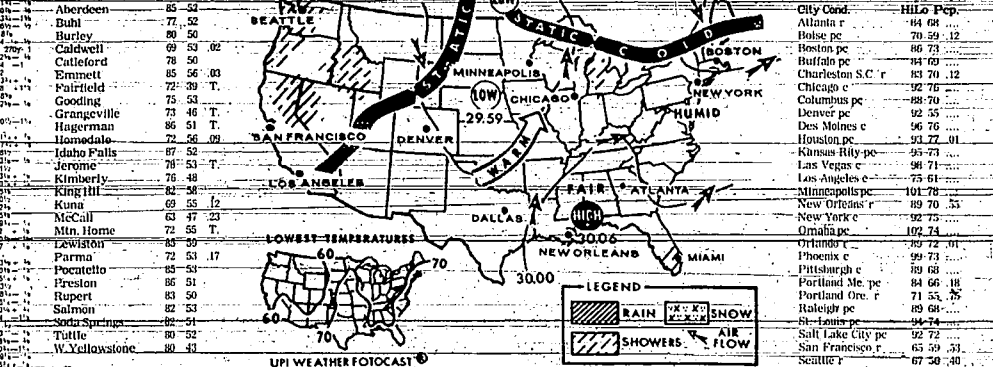 Aberdeen 85 53
Buhl 77 52
Burley 80 50
Caldwell 69 53 .02
Castleford 78 50
Emmett 85 56 .03
Fairfield 72 39 T.
Gooding 75 53
Grangeville 73 46 T.
Hagerman 86 51 T.
Homedale 72 56 .09
Idaho Falls 87 52
Jerome 78 53 T.
Kimberly 76 48
King Hill 82 58
Kuna 69 55 .12
McCall 63 47 .23
Mtn. Home 72 55 T.
Lewiston 85 59
Parma 72 53 .17
Pocatello 85 53
Preston 86 51
Rupert 83 50
Salmon 82 53
Soda Springs 82 51
Tuttle 80 52
W. Yellowstone 80 43
SEATTLE
STATIC
STATIC COLD
BOSTON
MINNEAPOLIS
LOW
29.59
CHICAGO
NEW YORK
HUMID
SAN FRANCISCO
DENVER
WARM
LOS ANGELES
FAIR
ATLANTA
DALLAS
HIGH
30.06
NEW ORLEANS
MIAMI
30.00
LOWEST TEMPERATURES
60
70
60
70
LEGEND
RAIN
SNOW
SHOWERS
AIR FLOW
UPI WEATHER FOTOCAST ®
City Cond. HiLo Pcp.
Atlanta r 84 68
Boise pc 70 59 .12
Boston pc 86 73
Buffalo pc 84 69
Charleston S.C. r 83 70 .12
Chicago c 92 76
Columbus pc 88 70
Denver pc 92 55
Des Moines c 96 76
Houston pc 93 77 .01
Kansas City pc 95 73
Las Vegas c 98 71
Los Angeles c 75 61
Minneapolis pc 101 78
New Orleans r 89 70 .53
New York c 92 75
Omaha pc 102 74
Orlando r 89 72 .01
Phoenix c 99 73
Pittsburgh c 89 68
Portland Me. pc 84 66 .18
Portland Ore. r 71 55 .75
Raleigh pc 89 68
St. Louis pc 94 74
Salt Lake City pc 92 72
San Francisco r 65 59 .53
Seattle r 67 50 .40